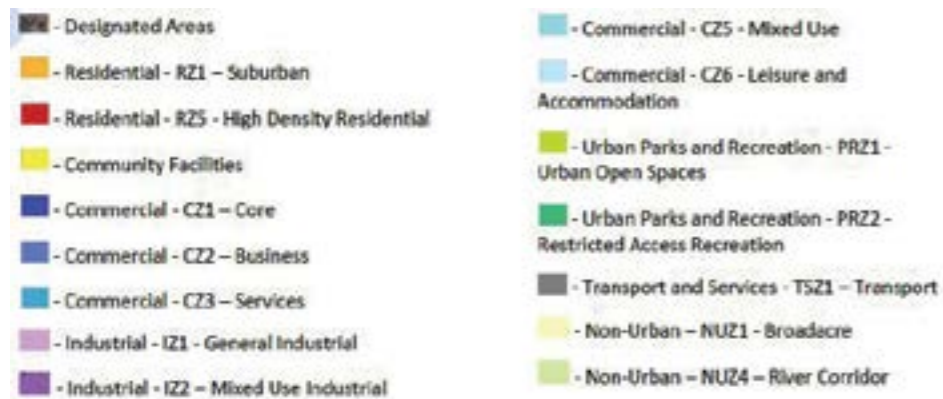 - Designated Areas
- Residential - RZ1 – Suburban
- Residential - RZ5 - High Density Residential
- Community Facilities
- Commercial - CZ1 – Core
- Commercial - CZ2 – Business
- Commercial - CZ3 – Services
- Industrial - IZ1 - General Industrial
- Industrial - IZ2 – Mixed Use Industrial
- Commercial - CZ5 - Mixed Use
- Commercial - CZ6 - Leisure and
Accommodation
- Urban Parks and Recreation - PRZ1 -
Urban Open Spaces
- Urban Parks and Recreation - PRZ2 -
Restricted Access Recreation
- Transport and Services - TSZ1 – Transport
- Non-Urban – NUZ1 - Broadacre
- Non-Urban – NUZ4 – River Corridor